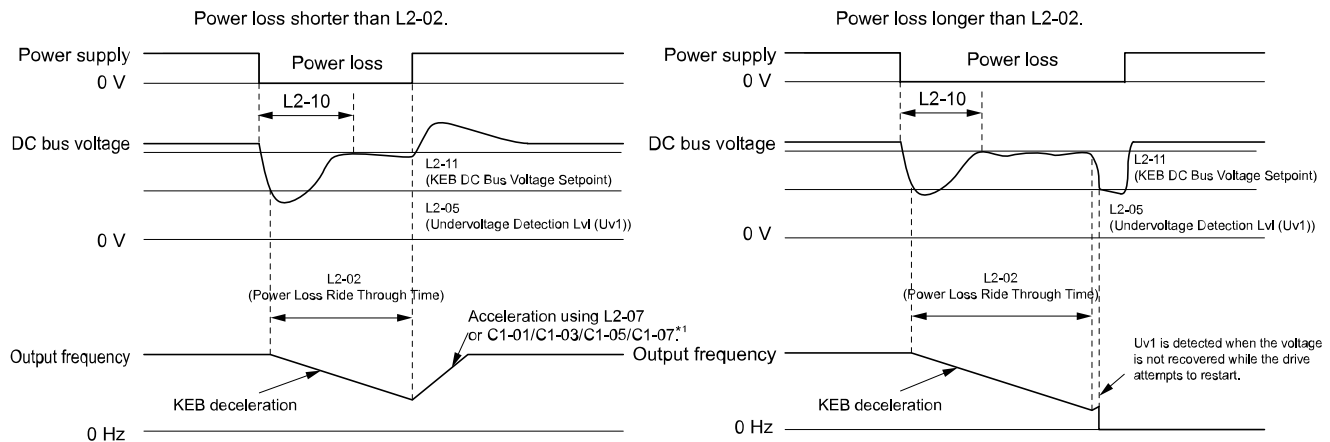 Power loss shorter than L2-02.
Power supply
Power loss
0 V
L2-10
DC bus voltage
L2-11
(KEB DC Bus Voltage Setpoint)
L2-05
(Undervoltage Detection Lvl (Uv1))
0 V
L2-02
(Power Loss Ride Through Time)
Acceleration using L2-07
or C1-01/C1-03/C1-05/C1-07.*1
Output frequency
KEB deceleration
0 Hz
Power loss longer than L2-02.
Power supply
Power loss
0 V
L2-10
DC bus voltage
L2-11
(KEB DC Bus Voltage Setpoint)
L2-05
(Undervoltage Detection Lvl (Uv1))
0 V
L2-02
(Power Loss Ride Through Time)
Output frequency
Uv1 is detected when the voltage
is not recovered while the drive
attempts to restart.
KEB deceleration
0 Hz